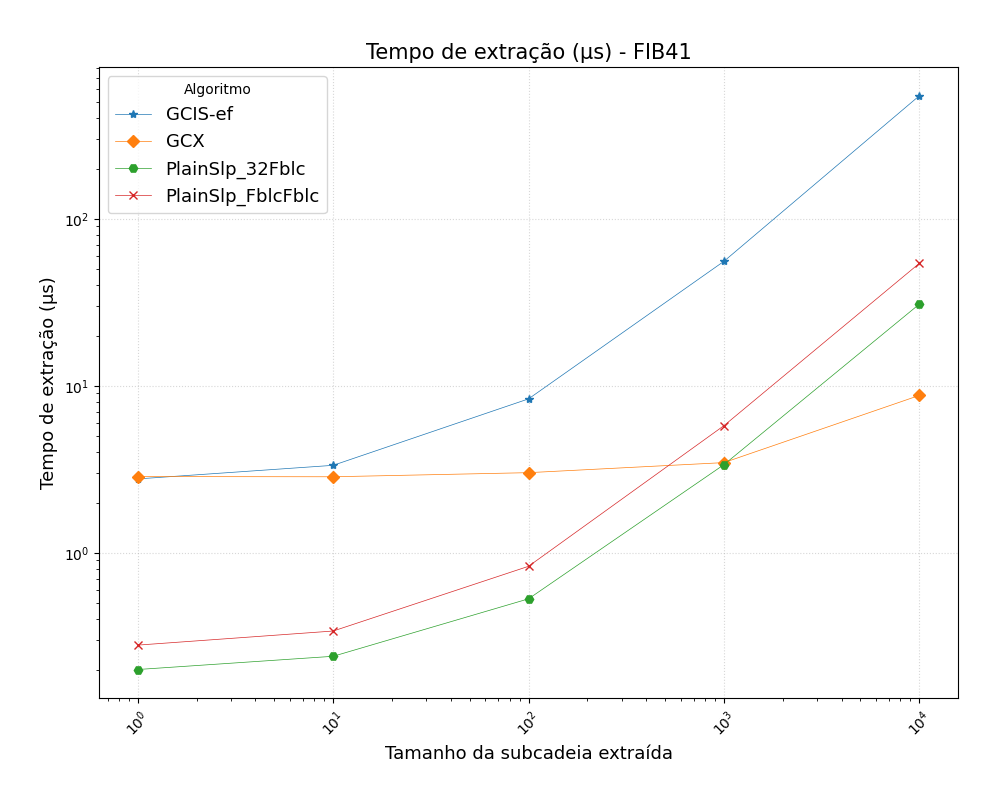 Tempo de extração (µs) - FIB41
Algoritmo
GCIS-ef
GCX
PlainSlp_32Fblc
PlainSlp_FblcFblc
Tempo de extração (µs)
10²
10¹
10⁰
10⁰ 10¹ 10² 10³ 10⁴
Tamanho da subcadeia extraída